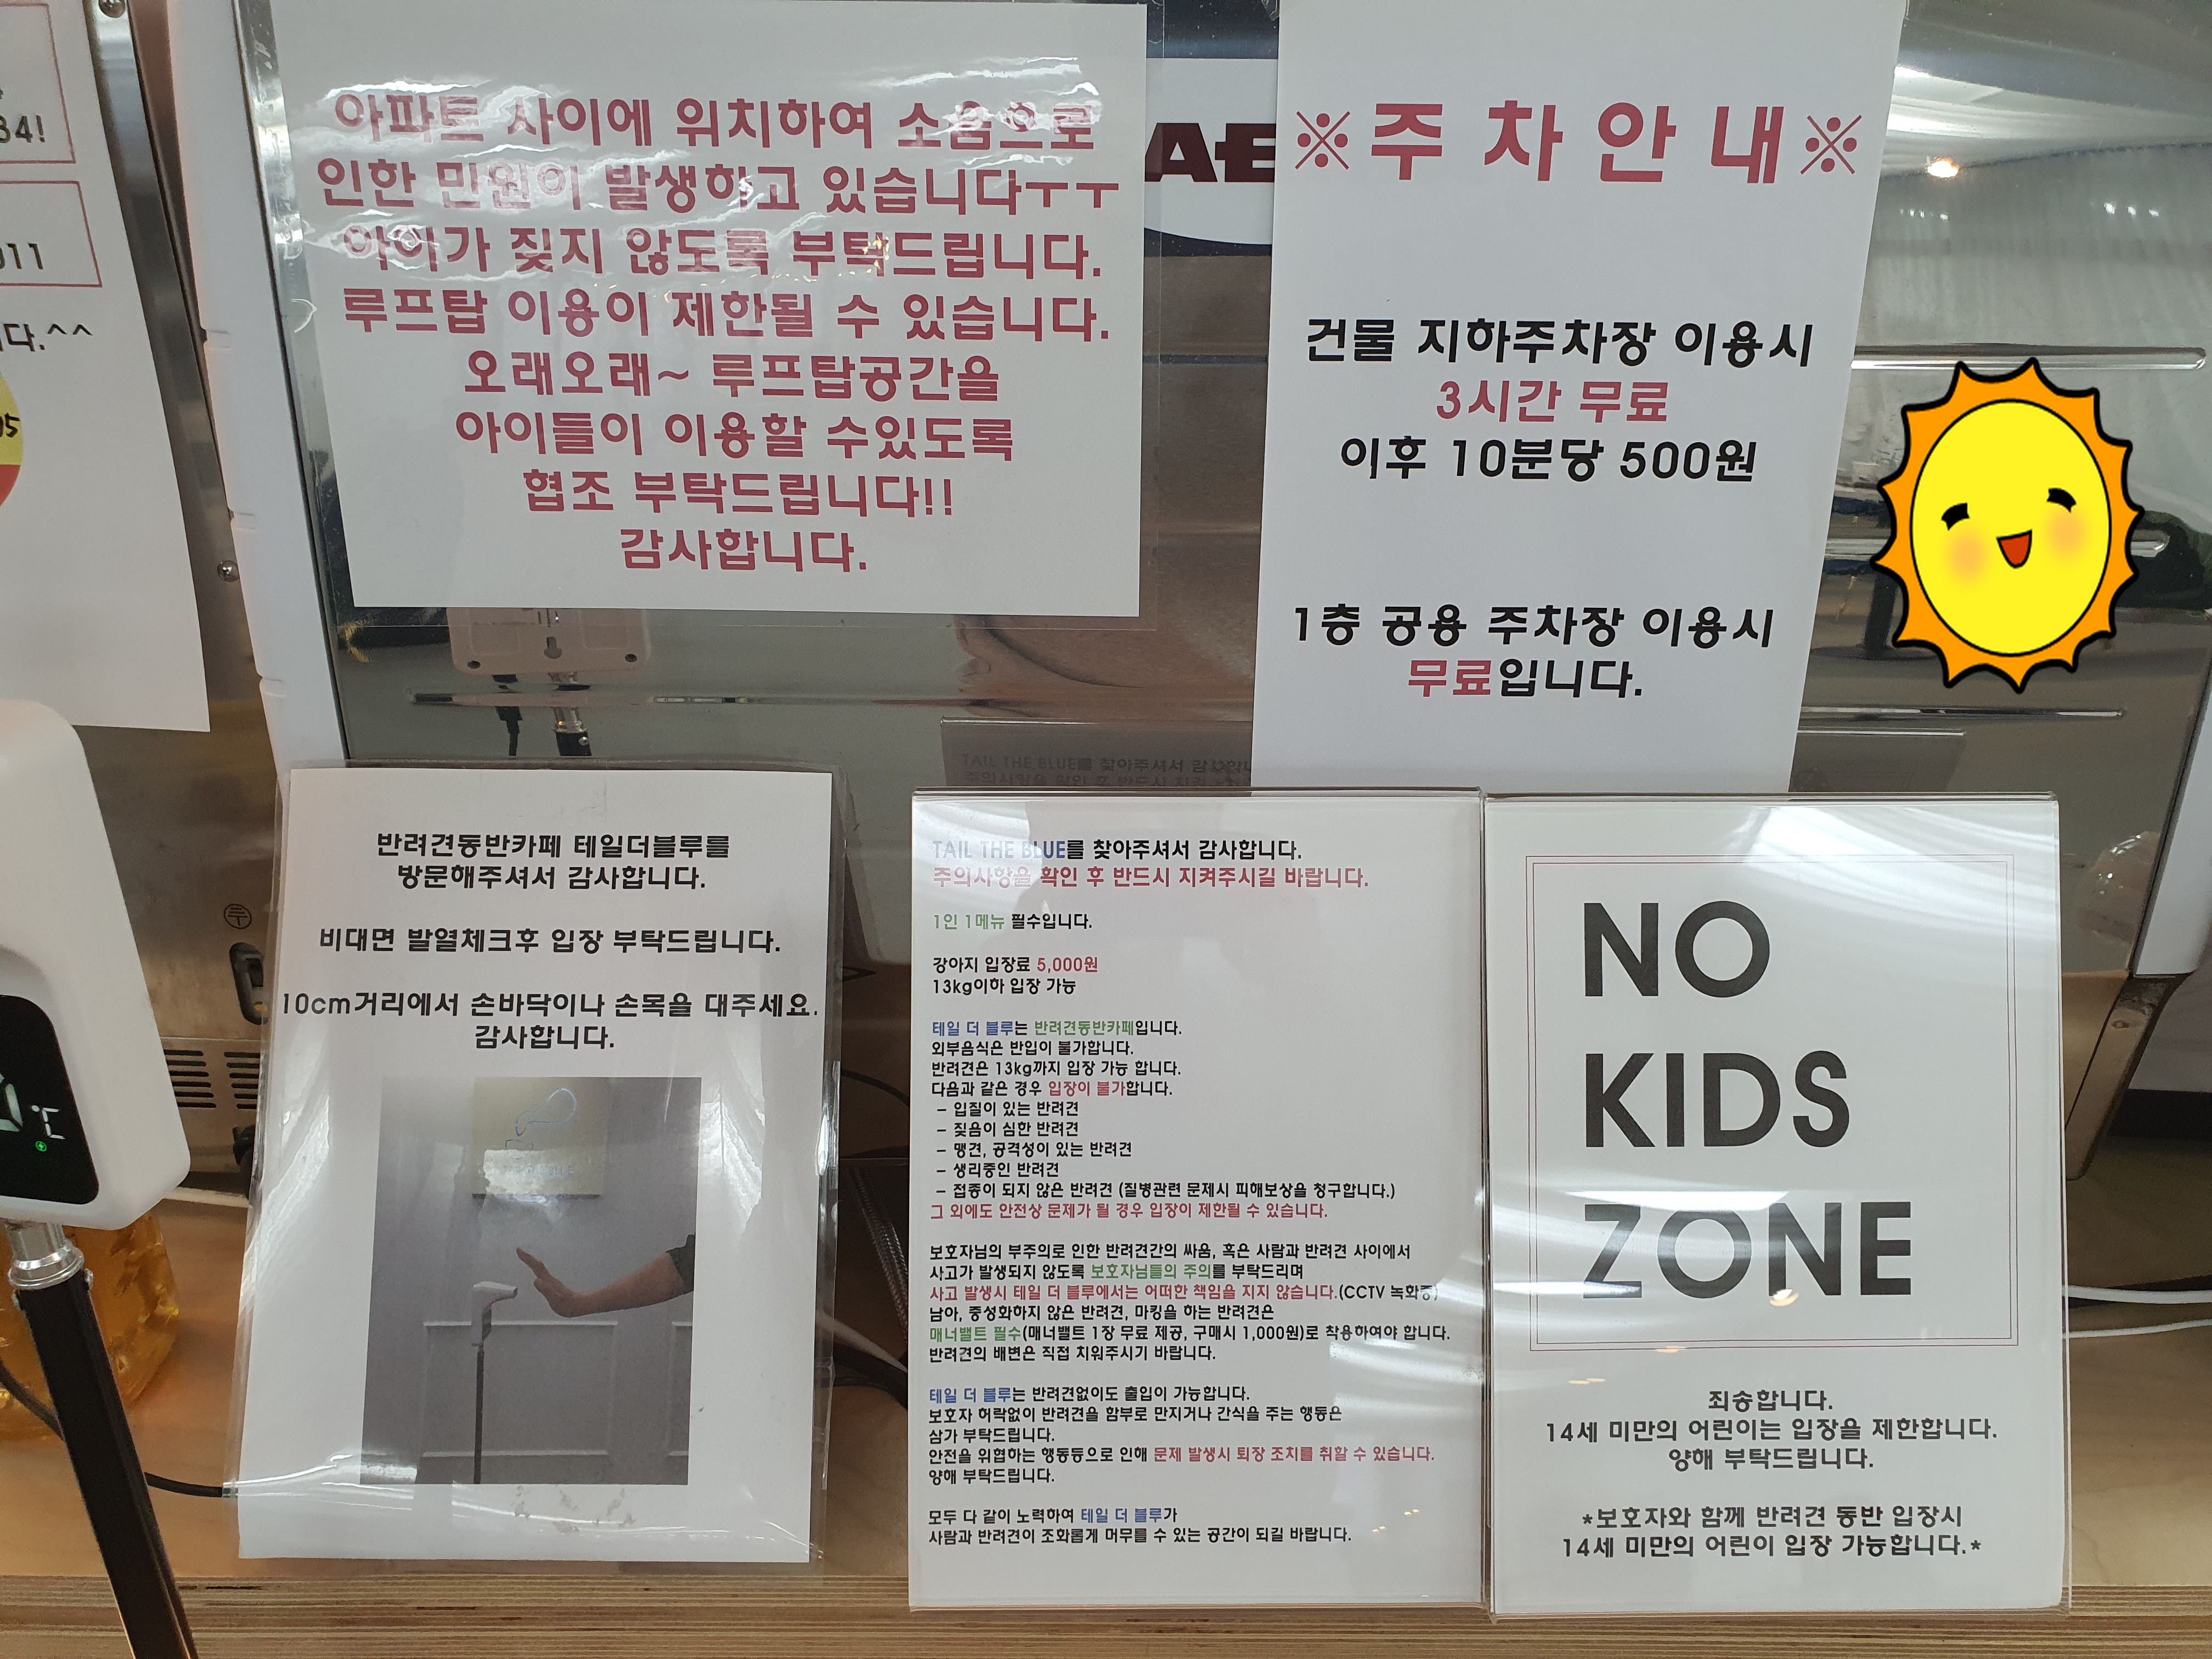 34!
011
다.^^
아파트 사이에 위치하여 소음으로
인한 민원이 발생하고 있습니다ㅜㅜ
아이가 짖지 않도록 부탁드립니다.
루프탑 이용이 제한될 수 있습니다.
오래오래~ 루프탑공간을
아이들이 이용할 수있도록
협조 부탁드립니다!!
감사합니다.
AE
※주차안내※
건물 지하주차장 이용시
3시간 무료
이후 10분당 500원
1층 공용 주차장 이용시
무료입니다.
반려견동반카페 테일더블루를
방문해주셔서 감사합니다.
비대면 발열체크후 입장 부탁드립니다.
10cm거리에서 손바닥이나 손목을 대주세요.
감사합니다.
°C
TAIL THE BLUE를 찾아주셔서 감사합니다.
주의사항을 확인 후 반드시 지켜주시길 바랍니다.
1인 1메뉴 필수입니다.
강아지 입장료 5,000원
13kg이하 입장 가능
테일 더 블루는 반려견동반카페입니다.
외부음식은 반입이 불가합니다.
반려견은 13kg까지 입장 가능 합니다.
다음과 같은 경우 입장이 불가합니다.
– 입질이 있는 반려견
– 짖음이 심한 반려견
– 맹견, 공격성이 있는 반려견
– 생리중인 반려견
– 접종이 되지 않은 반려견 (질병관련 문제시 피해보상을 청구합니다.)
그 외에도 안전상 문제가 될 경우 입장이 제한될 수 있습니다.
보호자님의 부주의로 인한 반려견간의 싸움, 혹은 사람과 반려견 사이에서
사고가 발생되지 않도록 보호자님들의 주의를 부탁드리며
사고 발생시 테일 더 블루에서는 어떠한 책임을 지지 않습니다.(CCTV 녹화중)
남아, 중성화하지 않은 반려견, 마킹을 하는 반려견은
매너밸트 필수(매너밸트 1장 무료 제공, 구매시 1,000원)로 착용하여야 합니다.
반려견의 배변은 직접 치워주시기 바랍니다.
테일 더 블루는 반려견없이도 출입이 가능합니다.
보호자 허락없이 반려견을 함부로 만지거나 간식을 주는 행동은
삼가 부탁드립니다.
안전을 위협하는 행동등으로 인해 문제 발생시 퇴장 조치를 취할 수 있습니다.
양해 부탁드립니다.
모두 다 같이 노력하여 테일 더 블루가
사람과 반려견이 조화롭게 머무를 수 있는 공간이 되길 바랍니다.
NO
KIDS
ZONE
죄송합니다.
14세 미만의 어린이는 입장을 제한합니다.
양해 부탁드립니다.
*보호자와 함께 반려견 동반 입장시
14세 미만의 어린이 입장 가능합니다.*